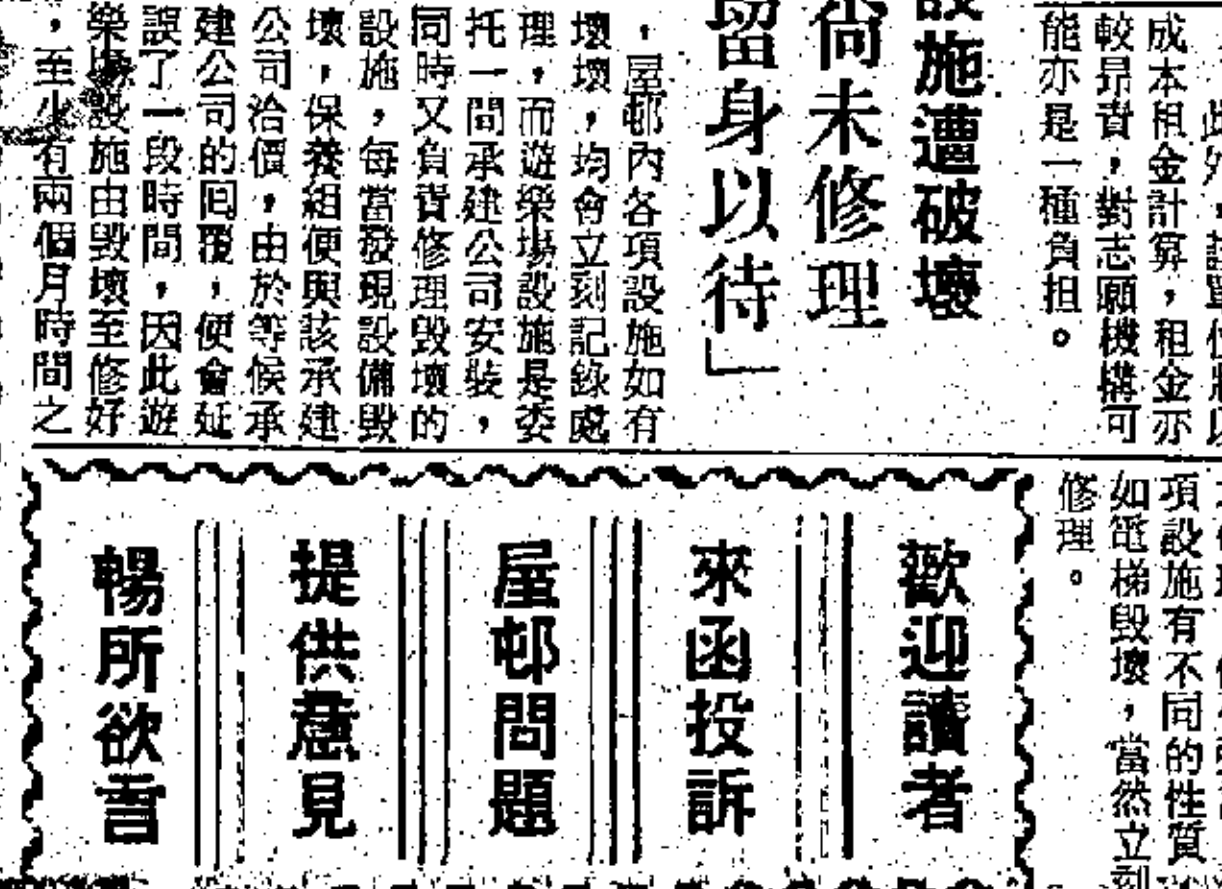 成本租金計算，租金亦
較昂貴，對志願機構可
能亦是一種負担。
施遭破壞
尚未修理
留身以待」
，屋邨內各項設施如有
壞壞，均會立刻記錄處
理，而遊樂場設施是委
托一間承建公司安裝，
同時又負責修理毀壞的
設施，每當發現設備毀
壞，保養組便與該承建
公司洽價，由於等候承
建公司的回覆，便會延
誤了一段時間，因此遊
樂場設施由毀壞至修好
，至少有兩個月時間之
項設施有不同的性質
如電梯毀壞，當然立刻
修理。
歡迎讀者
來函投訴
屋邨問題
提供意見
暢所欲言